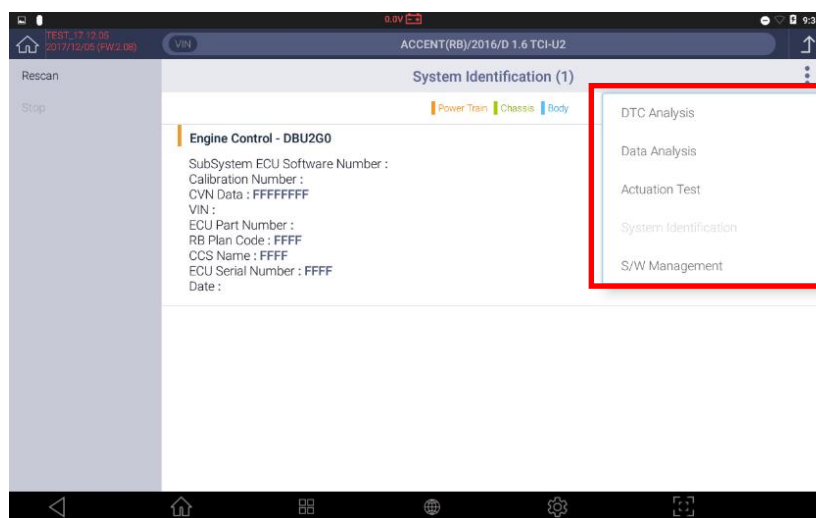 0.0V
9:3
TEST_17.12.05
2017/12/05 (FW:2.08)
VIN
ACCENT(RB)/2016/D 1.6 TCI-U2
Rescan
System Identification (1)
Stop
Power Train
Chassis
Body
Engine Control - DBU2G0
SubSystem ECU Software Number :
Calibration Number :
CVN Data : FFFFFFFF
VIN :
ECU Part Number :
RB Plan Code : FFFF
CCS Name : FFFF
ECU Serial Number : FFFF
Date :
DTC Analysis
Data Analysis
Actuation Test
System Identification
S/W Management